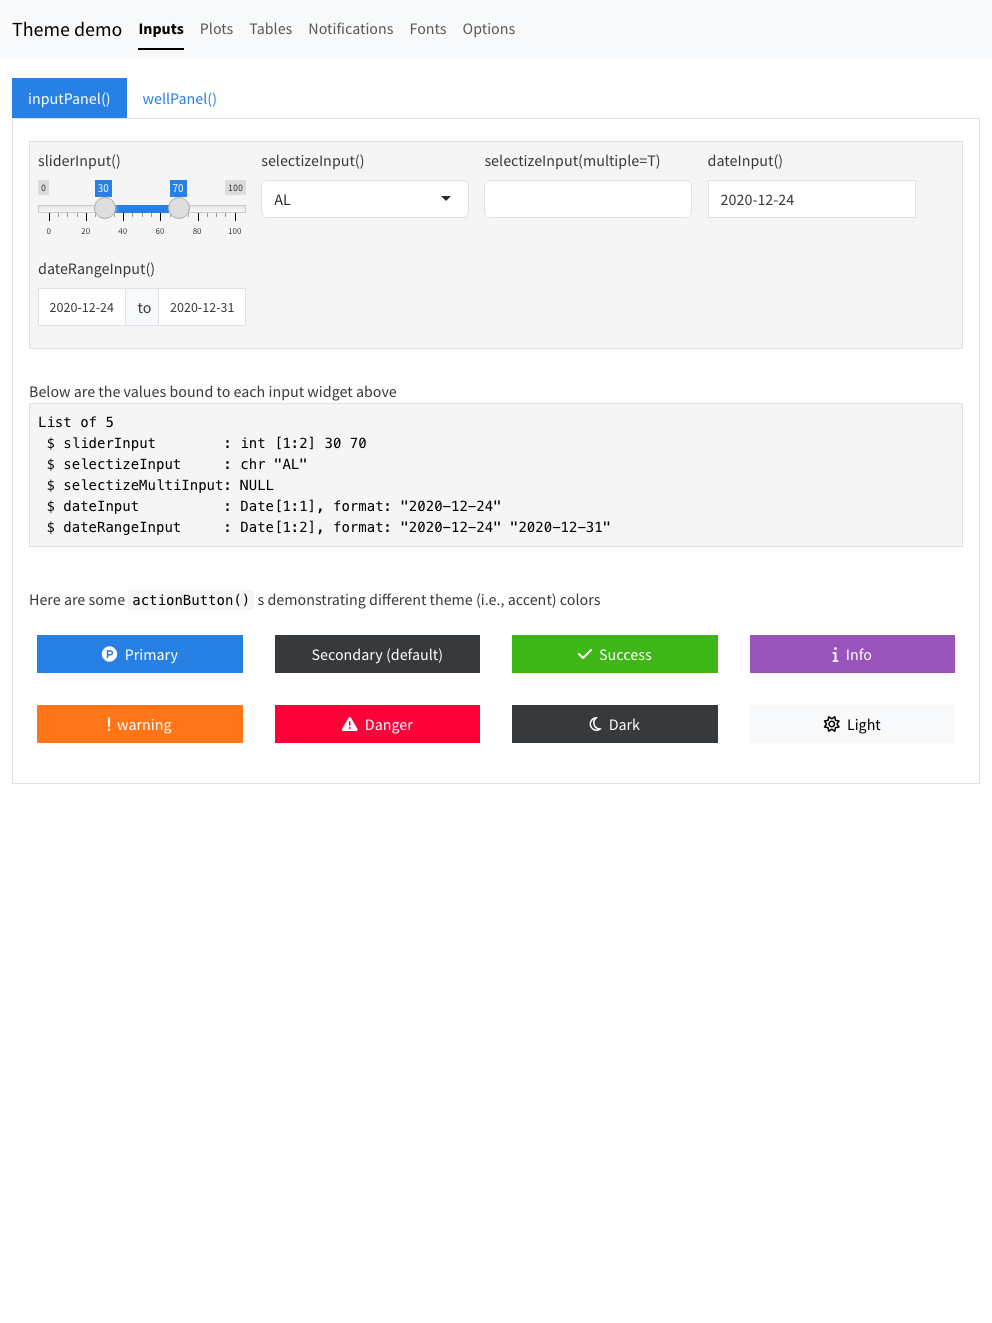 Theme demo Inputs Plots Tables Notifications Fonts Options
inputPanel() wellPanel()
sliderInput() selectizeInput() selectizeInput(multiple=T) dateInput()
0 30 70 100
AL 2020-12-24
0 20 40 60 80 100
dateRangeInput()
2020-12-24 to 2020-12-31
Below are the values bound to each input widget above
List of 5
 $ sliderInput        : int [1:2] 30 70
 $ selectizeInput     : chr "AL"
 $ selectizeMultiInput: NULL
 $ dateInput          : Date[1:1], format: "2020-12-24"
 $ dateRangeInput     : Date[1:2], format: "2020-12-24" "2020-12-31"
Here are some actionButton() s demonstrating different theme (i.e., accent) colors
Primary Secondary (default) Success Info
warning Danger Dark Light